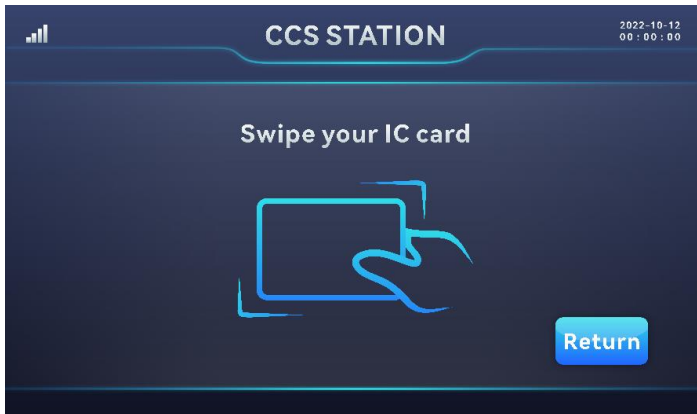 CCS STATION
2022-10-12
00:00:00
Swipe your IC card
Return